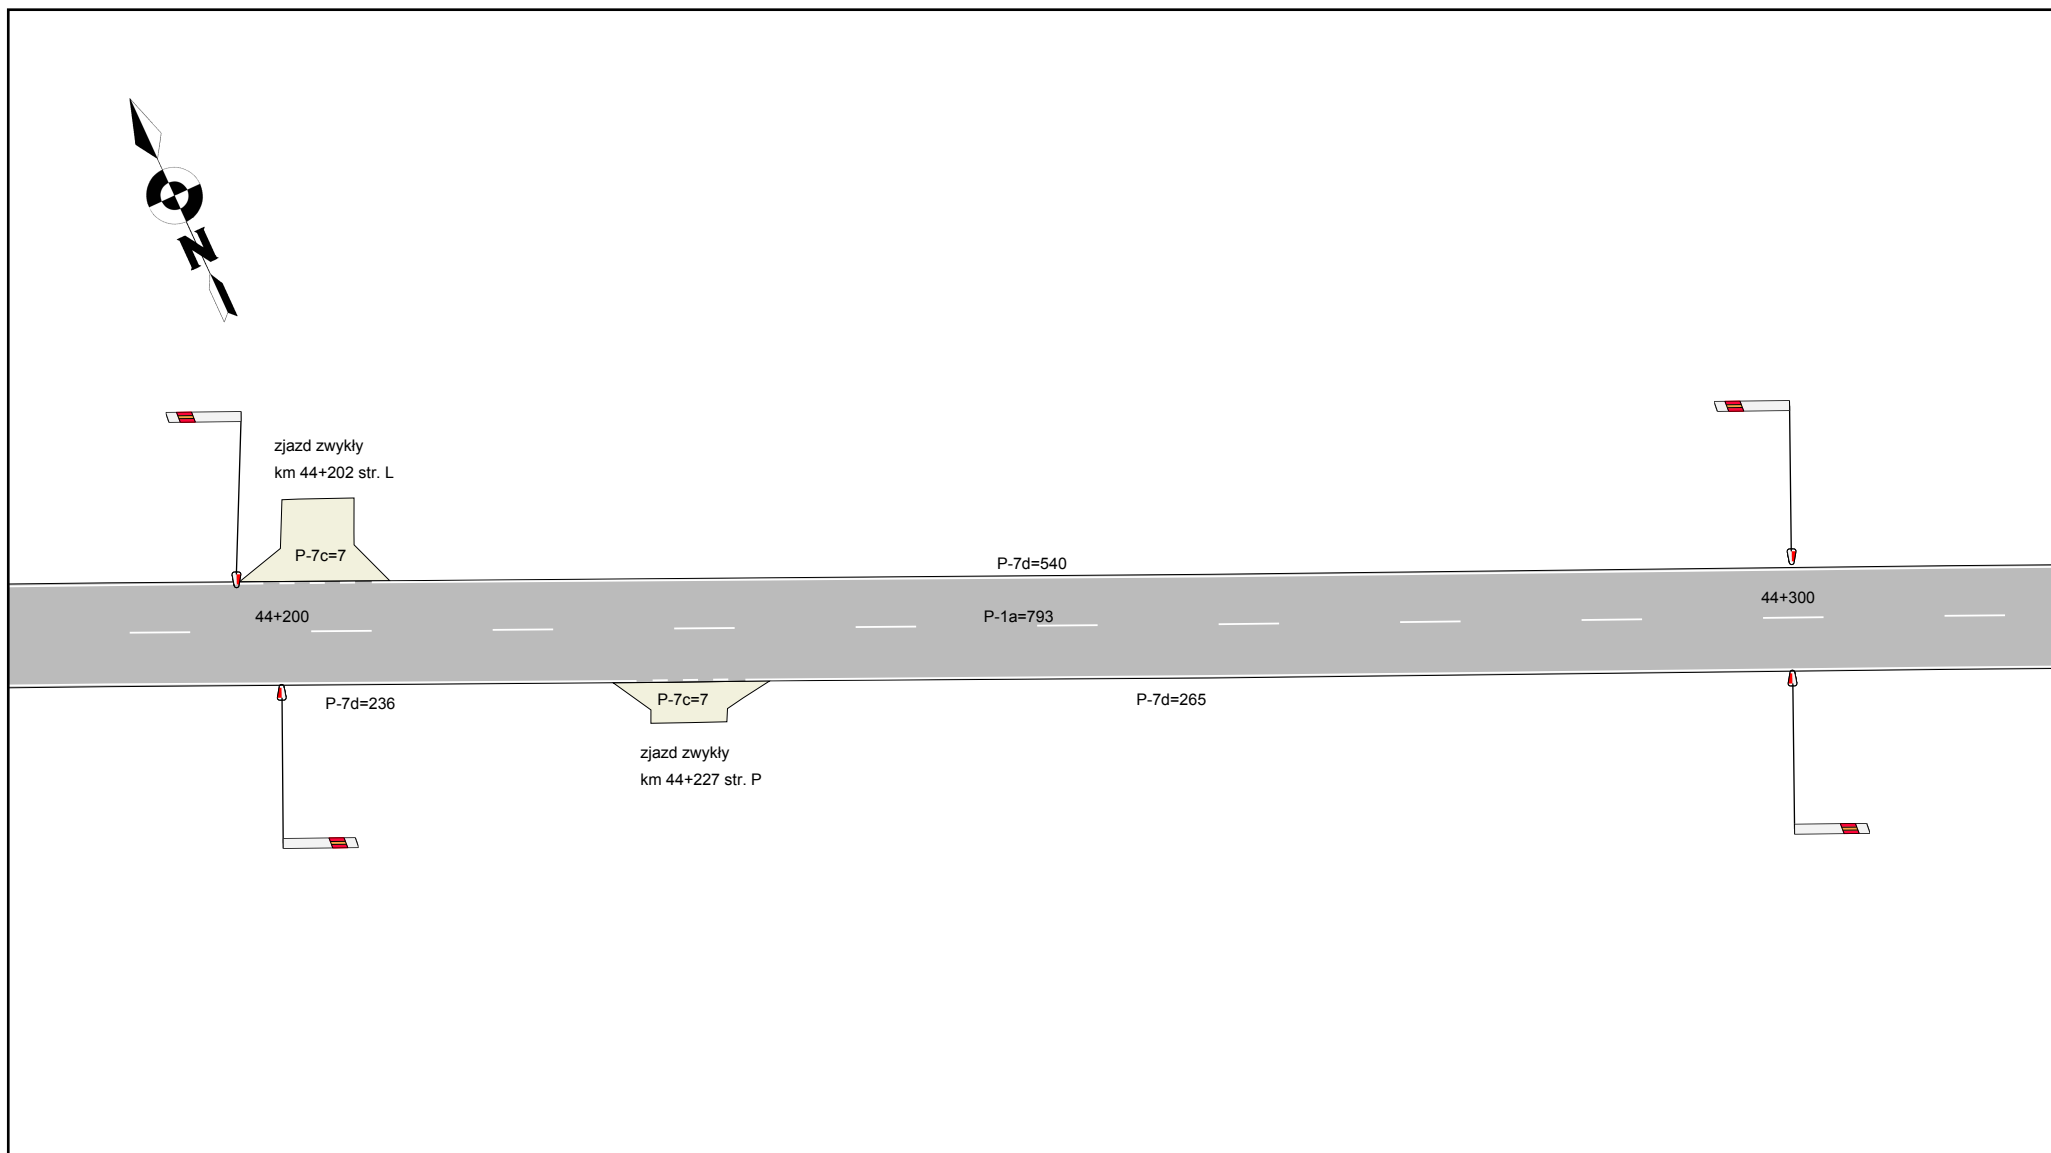 N
zjazd zwykły
km 44+202 str. L
P-7c=7
P-7d=540
44+200
P-1a=793
44+300
P-7d=236
P-7c=7
P-7d=265
zjazd zwykły
km 44+227 str. P